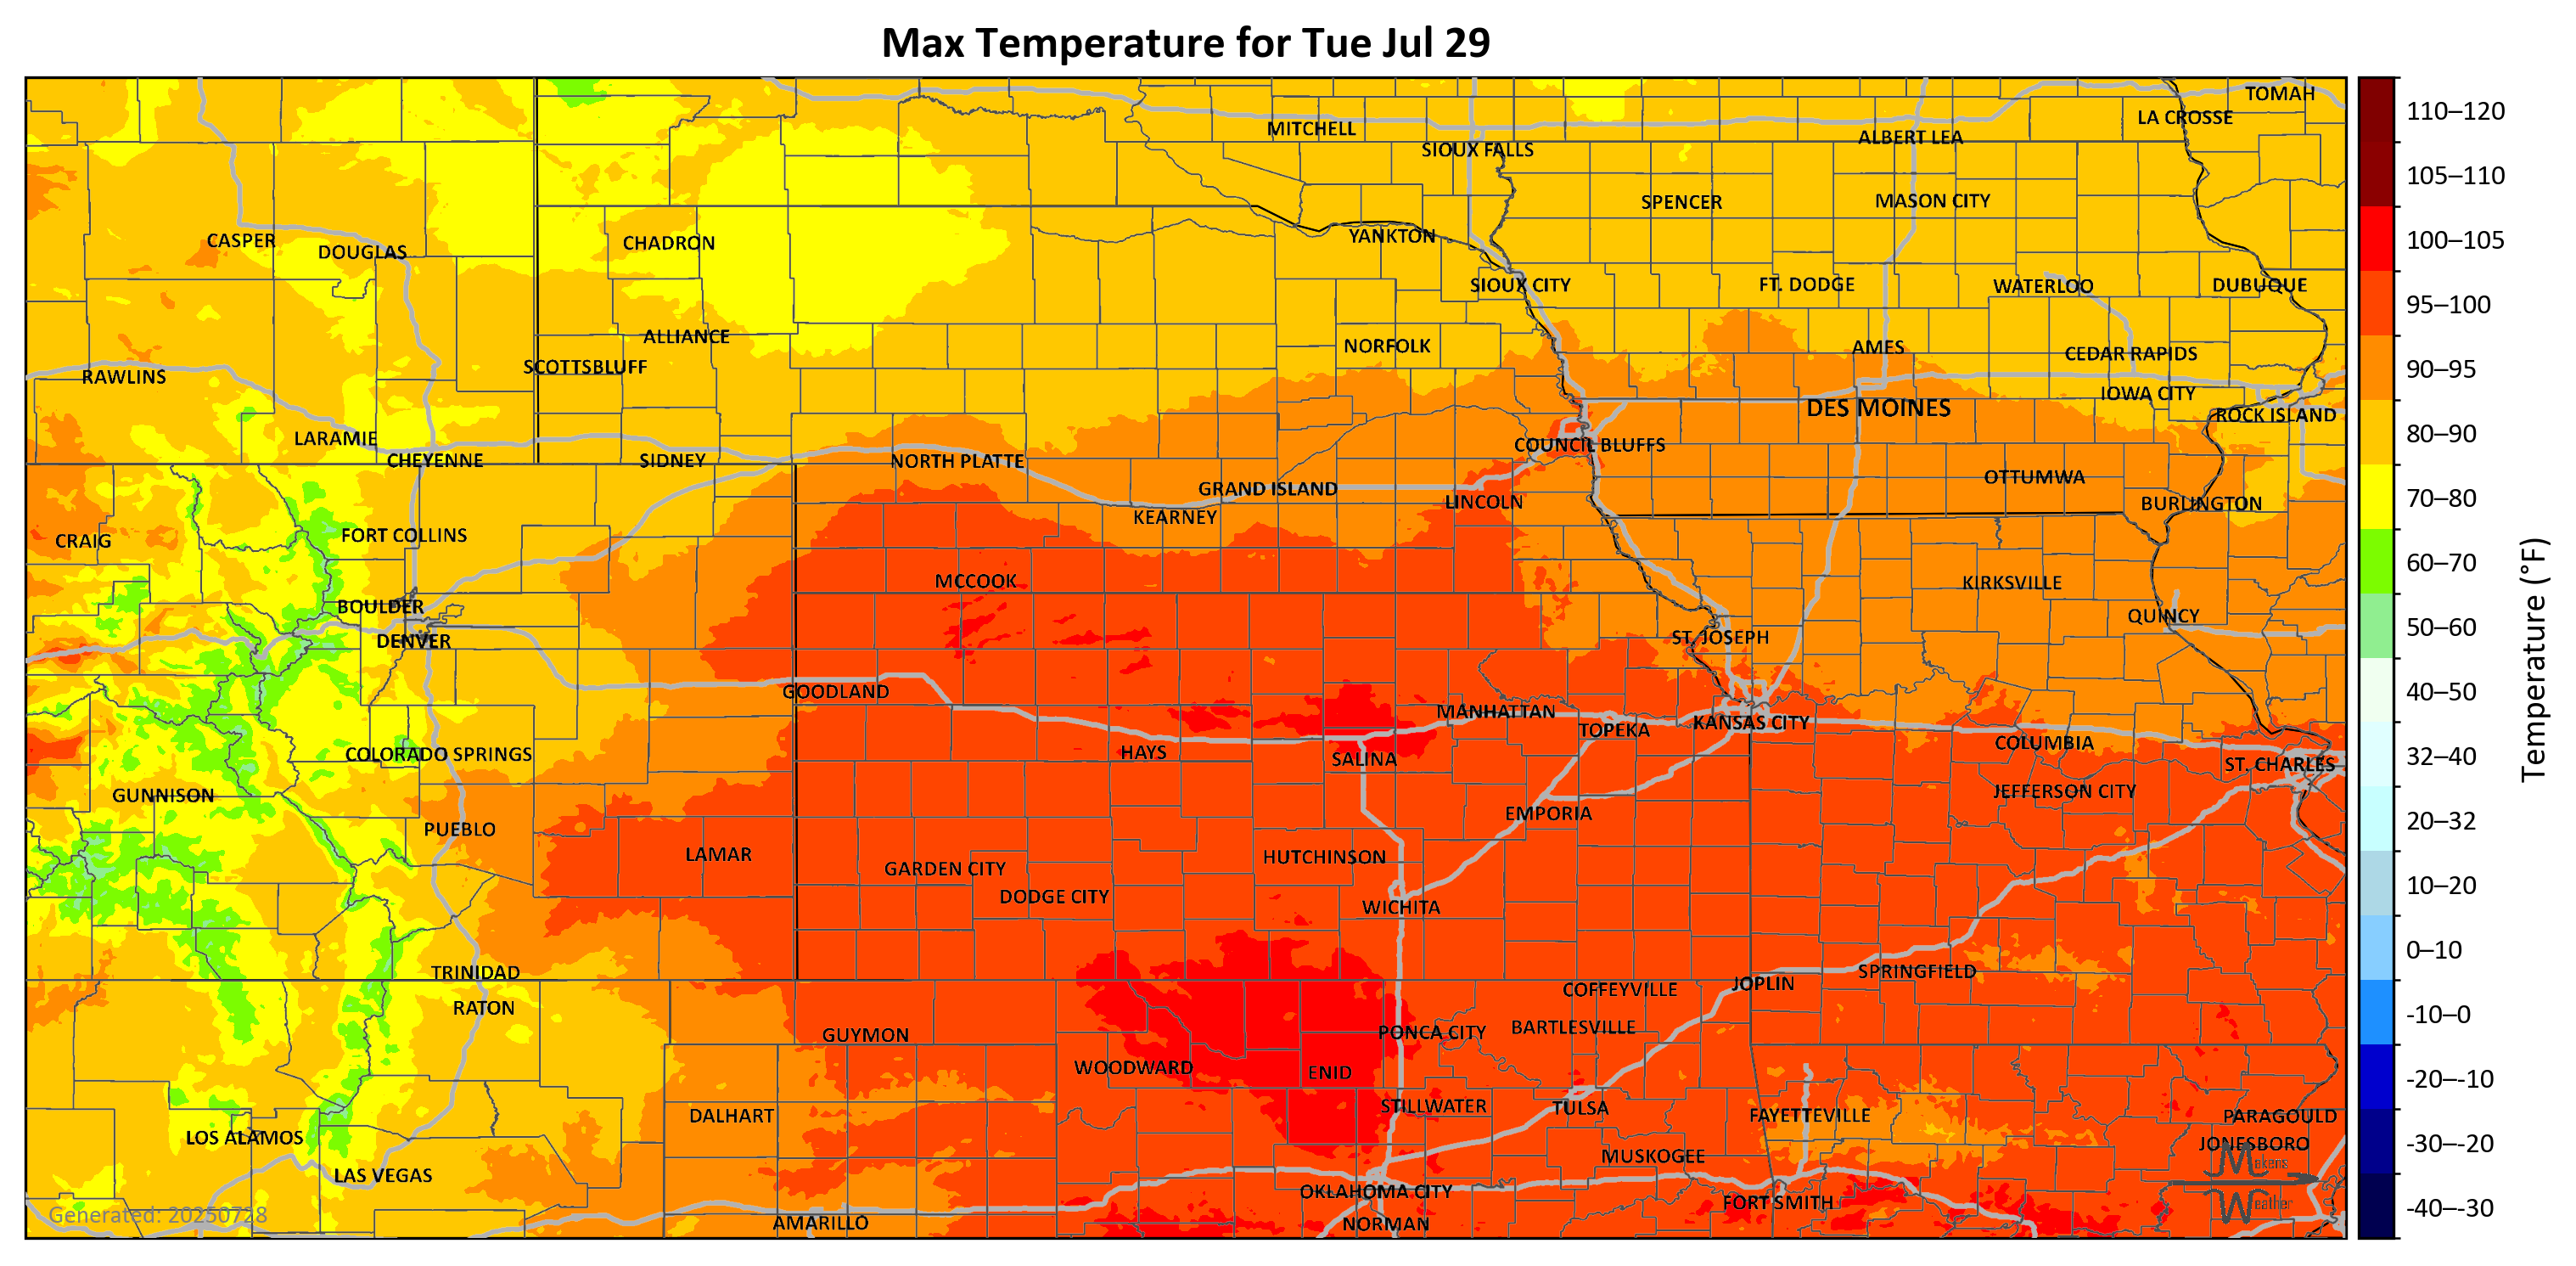 Max Temperature for Tue Jul 29
TOMAH
LA CROSSE
MITCHELL
ALBERT LEA
SIOUX FALLS
SPENCER
MASON CITY
CASPER
DOUGLAS
CHADRON
YANKTON
SIOUX CITY
FT. DODGE
WATERLOO
DUBUQUE
ALLIANCE
NORFOLK
AMES
CEDAR RAPIDS
SCOTTSBLUFF
RAWLINS
IOWA CITY
DES MOINES
ROCK ISLAND
LARAMIE
COUNCIL BLUFFS
CHEYENNE
SIDNEY
NORTH PLATTE
OTTUMWA
GRAND ISLAND
LINCOLN
BURLINGTON
KEARNEY
FORT COLLINS
CRAIG
MCCOOK
KIRKSVILLE
BOULDER
QUINCY
DENVER
ST. JOSEPH
GOODLAND
MANHATTAN
KANSAS CITY
TOPEKA
COLUMBIA
COLORADO SPRINGS
HAYS
SALINA
ST. CHARLES
GUNNISON
JEFFERSON CITY
EMPORIA
PUEBLO
LAMAR
HUTCHINSON
GARDEN CITY
DODGE CITY
WICHITA
TRINIDAD
SPRINGFIELD
JOPLIN
COFFEYVILLE
RATON
BARTLESVILLE
PONCA CITY
GUYMON
WOODWARD
ENID
STILLWATER
TULSA
DALHART
FAYETTEVILLE
PARAGOULD
LOS ALAMOS
JONESBORO
MUSKOGEE
LAS VEGAS
OKLAHOMA CITY
FORT SMITH
AMARILLO
NORMAN
Generated: 20250728
Makens
Weather
110–120
105–110
100–105
95–100
90–95
80–90
70–80
60–70
50–60
40–50
32–40
20–32
10–20
0–10
-10–0
-20–-10
-30–-20
-40–-30
Temperature (°F)